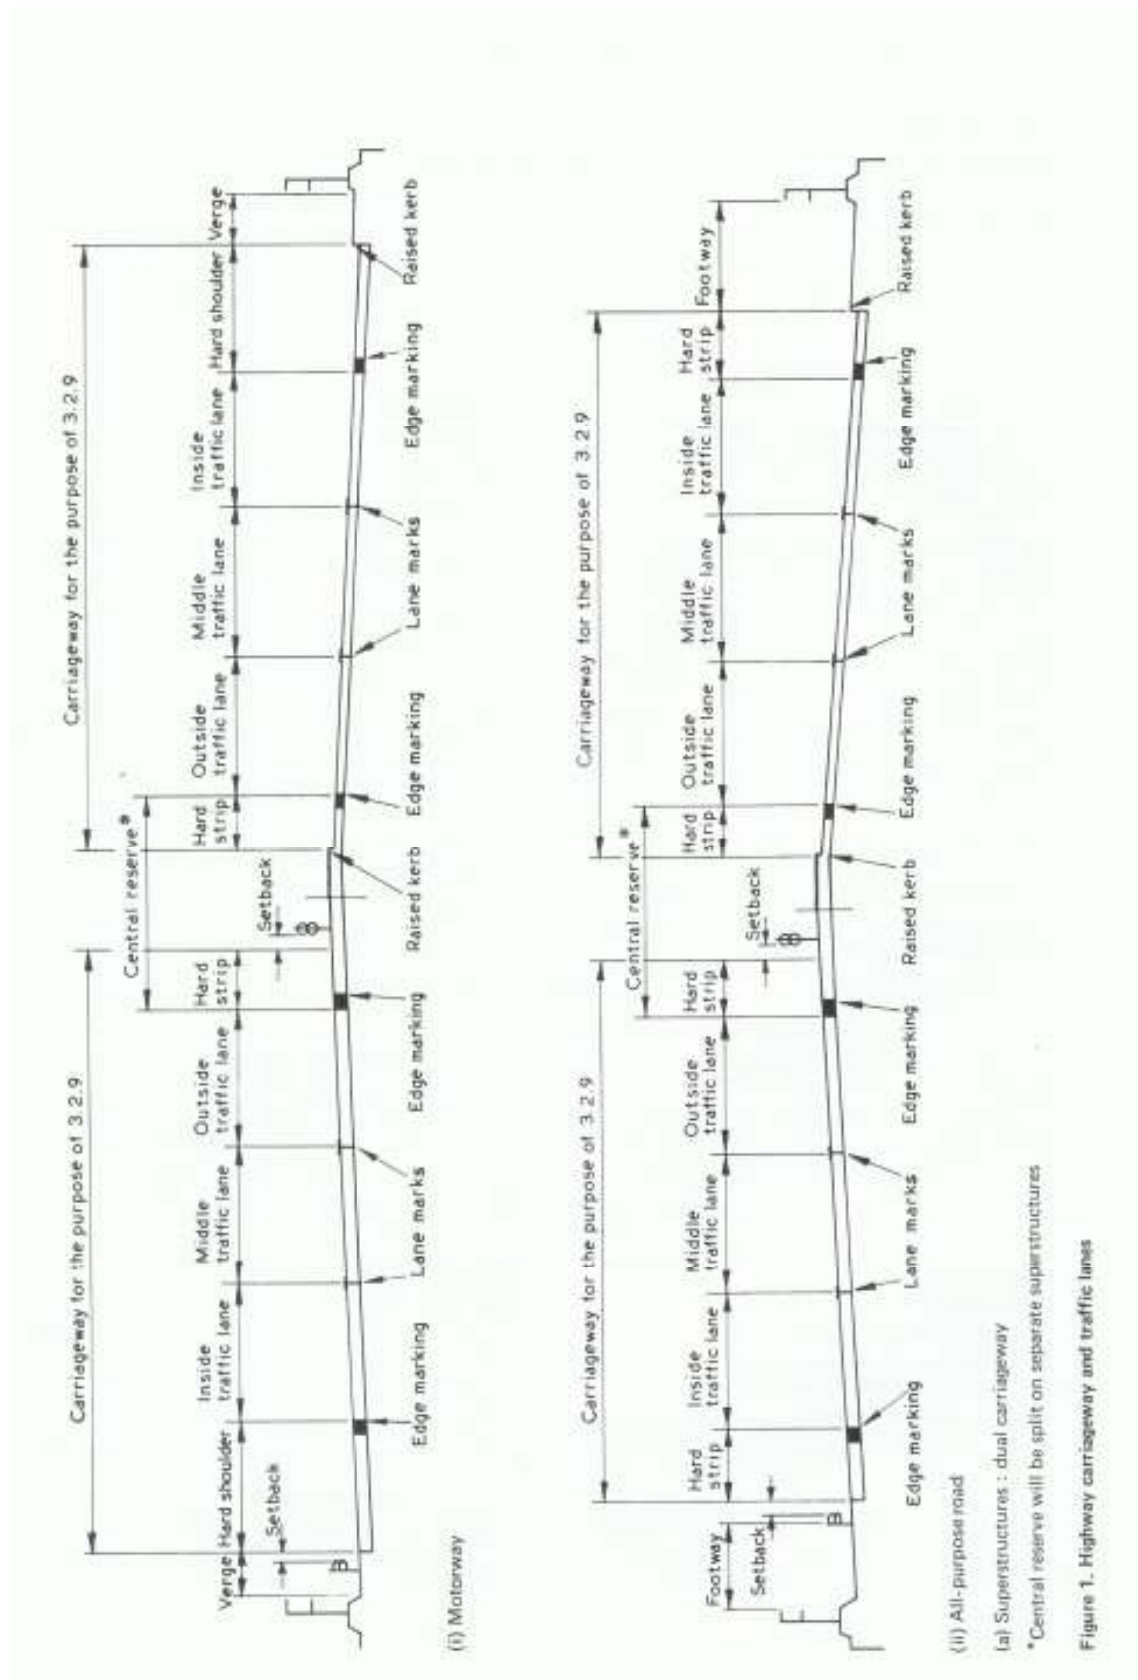 Carriageway for the purpose of 3.2.9
Carriageway for the purpose of 3.2.9
Central reserve*
Verge
Hard shoulder
Inside
traffic lane
Middle
traffic lane
Outside
traffic lane
Hard
strip
Hard
strip
Outside
traffic lane
Middle
traffic lane
Inside
traffic lane
Hard shoulder
Verge
Setback
Setback
Edge marking
Lane marks
Edge marking
Raised kerb
Edge marking
Lane marks
Edge marking
Raised kerb
(i) Motorway
Carriageway for the purpose of 3.2.9
Carriageway for the purpose of 3.2.9
Central reserve*
Footway
Hard
strip
Inside
traffic lane
Middle
traffic lane
Outside
traffic lane
Hard
strip
Hard
strip
Outside
traffic lane
Middle
traffic lane
Inside
traffic lane
Hard
strip
Footway
Setback
Setback
Edge marking
Lane marks
Edge marking
Raised kerb
Edge marking
Lane marks
Edge marking
Raised kerb
(ii) All-purpose road
(a) Superstructures : dual carriageway
*Central reserve will be split on separate superstructures
Figure 1. Highway carriageway and traffic lanes